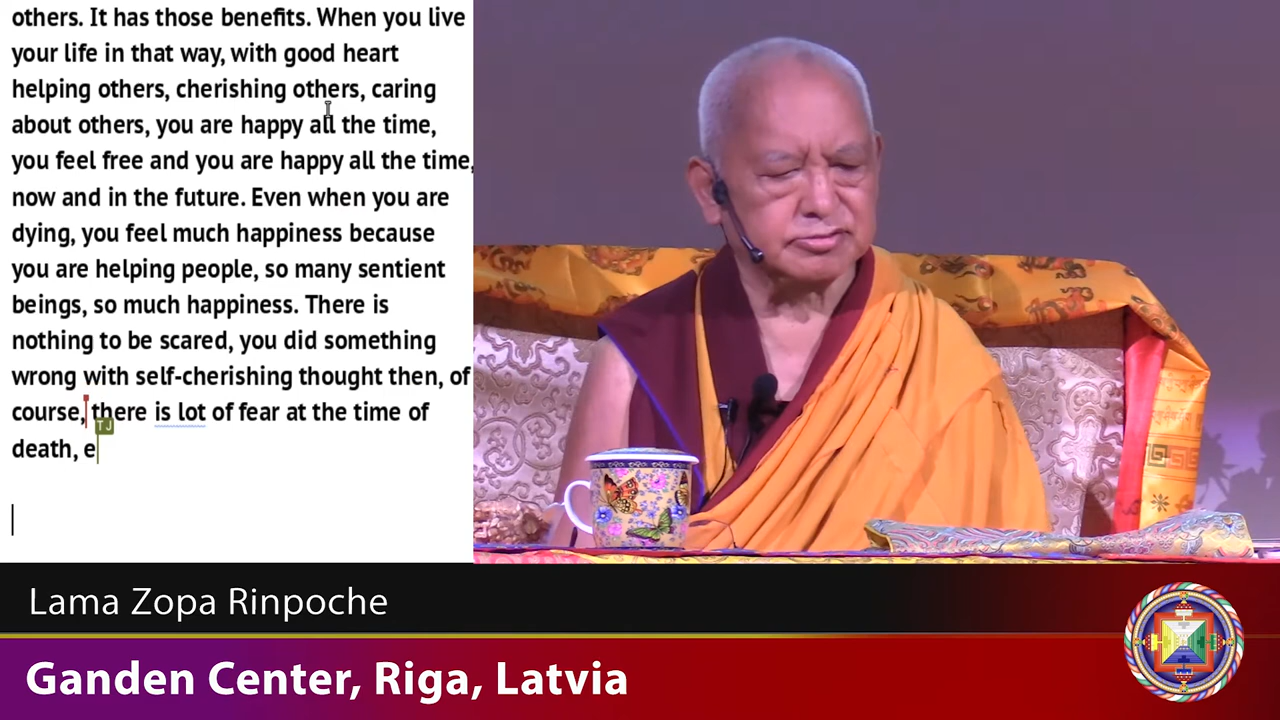 others. It has those benefits. When you live
your life in that way, with good heart
helping others, cherishing others, caring
about others, you are happy all the time,
you feel free and you are happy all the time,
now and in the future. Even when you are
dying, you feel much happiness because
you are helping people, so many sentient
beings, so much happiness. There is
nothing to be scared, you did something
wrong with self-cherishing thought then, of
course, there is lot of fear at the time of
TJ
death, e
Lama Zopa Rinpoche
Ganden Center, Riga, Latvia